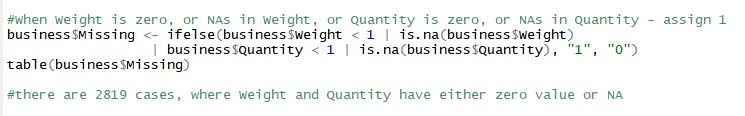 #When Weight is zero, or NAs in Weight, or Quantity is zero, or NAs in Quantity - assign 1
business$Missing <- ifelse(business$Weight < 1 | is.na(business$Weight)
| business$Quantity < 1 | is.na(business$Quantity), "1", "0")
table(business$Missing)
#there are 2819 cases, where Weight and Quantity have either zero value or NA